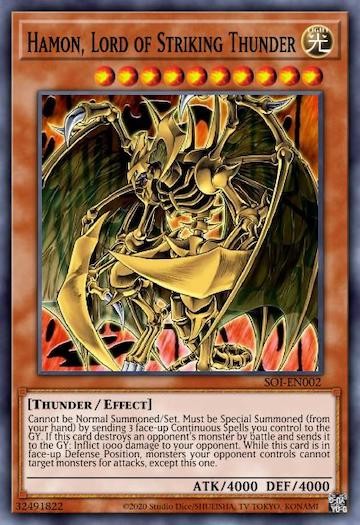 HAMON, LORD OF STRIKING THUNDER
LIGHT
光
SOI-EN002
[THUNDER / EFFECT]
Cannot be Normal Summoned/Set. Must be Special Summoned (from
your hand) by sending 3 face-up Continuous Spells you control to the
GY. If this card destroys an opponent's monster by battle and sends it
to the GY: Inflict 1000 damage to your opponent. While this card is in
face-up Defense Position, monsters your opponent controls cannot
target monsters for attacks, except this one.
ATK/4000 DEF/4000
32491822 ©2020 Studio Dice/SHUEISHA, TV TOKYO, KONAMI